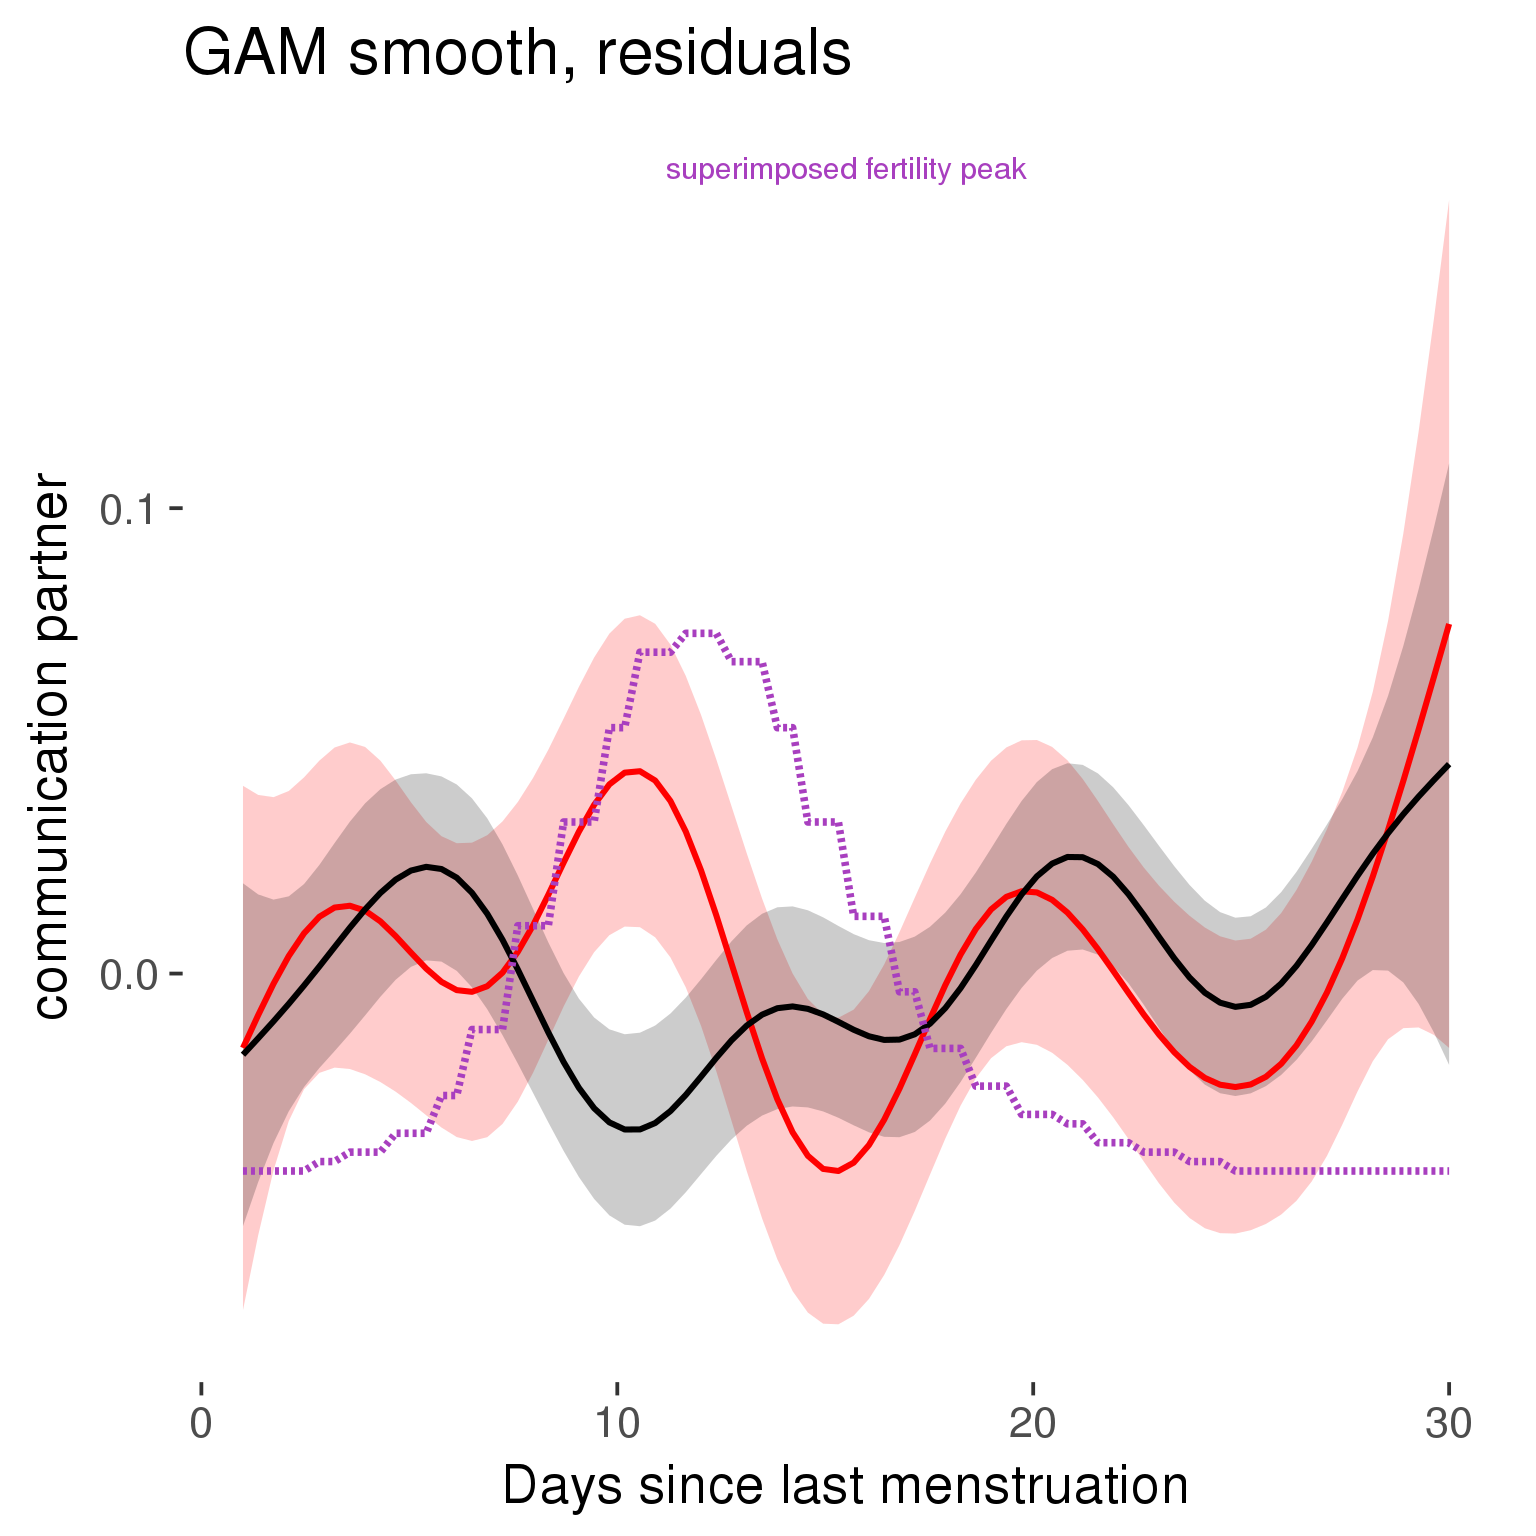 GAM smooth, residuals
superimposed fertility peak
communication partner
0.1
0.0
0 10 20 30
Days since last menstruation